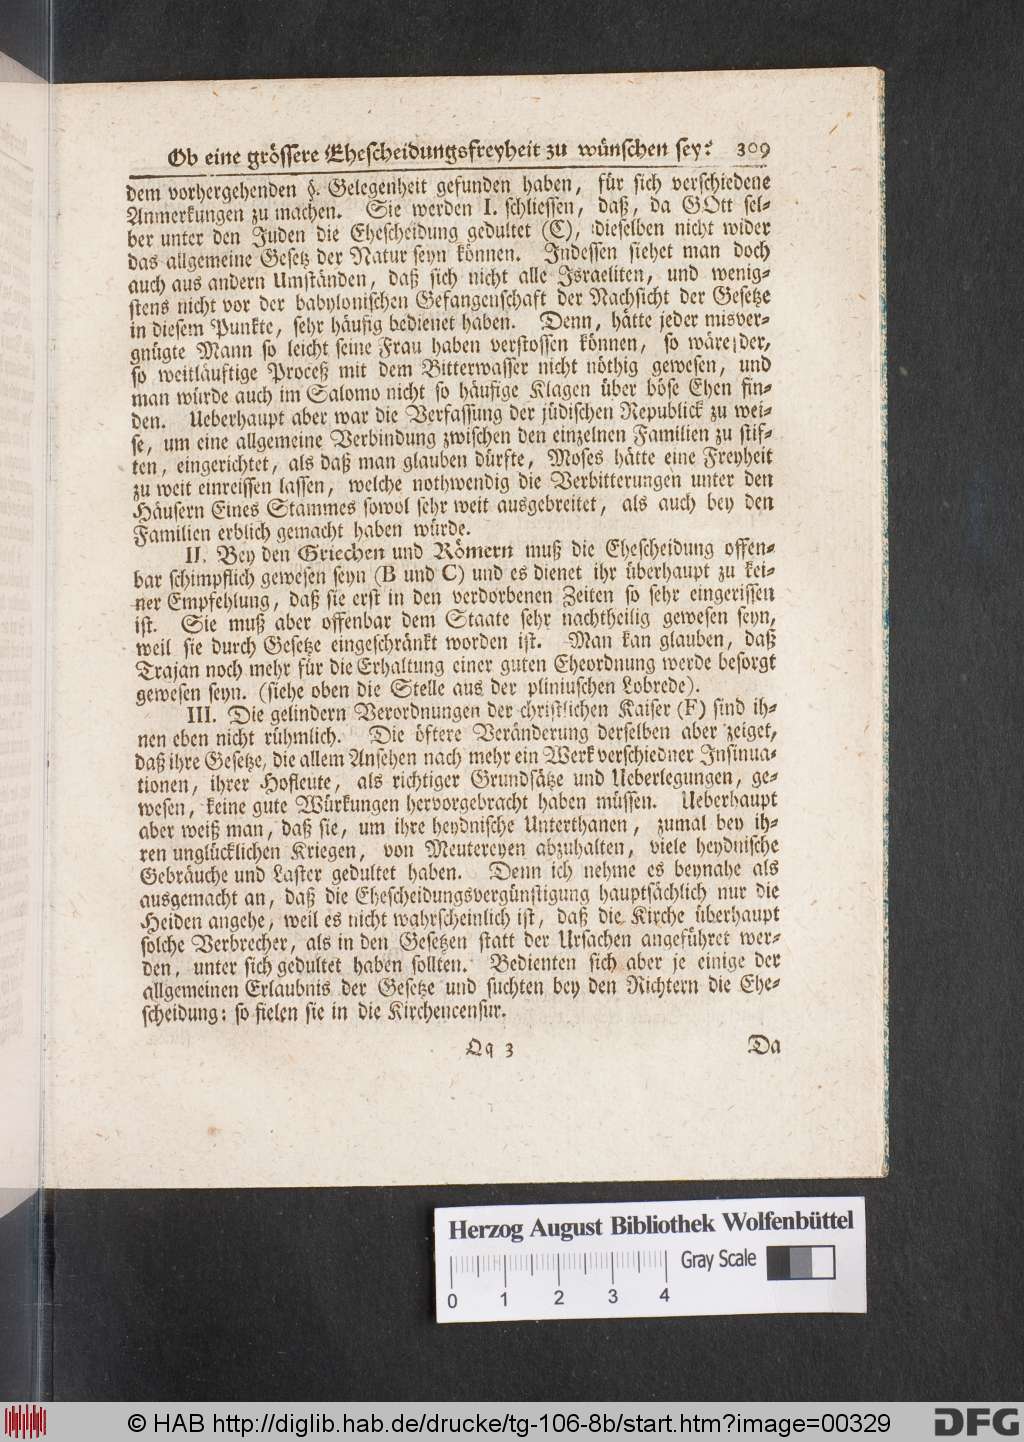 Ob eine grössere Ehescheidungsfreyheit zu wünschen sey? 309
dem vorhergehenden §. Gelegenheit gefunden haben, für sich verschiedene
Anmerkungen zu machen. Sie werden I. schliessen, daß, da GOtt sel-
ber unter den Juden die Ehescheidung gedultet (C), dieselben nicht wider
das allgemeine Gesetz der Natur seyn können. Indessen siehet man doch
auch aus andern Umständen, daß sich nicht alle Israeliten, und wenig-
stens nicht vor der babylonischen Gefangenschaft der Nachsicht der Gesetze
in diesem Punkte, sehr häufig bedienet haben. Denn, hätte jeder misver-
gnügte Mann so leicht seine Frau haben verstossen können, so wäre der,
so weitläuftige Proceß mit dem Bitterwasser nicht nöthig gewesen, und
man würde auch im Salomo nicht so häufige Klagen über böse Ehen fin-
den. Ueberhaupt aber war die Verfassung der jüdischen Republick zu wei-
se, um eine allgemeine Verbindung zwischen den einzelnen Familien zu stif-
ten, eingerichtet, als daß man glauben dürfte, Moses hätte eine Freyheit
zu weit einreissen lassen, welche nothwendig die Verbitterungen unter den
Häusern Eines Stammes sowol sehr weit ausgebreitet, als auch bey den
Familien erblich gemacht haben würde.
II. Bey den Griechen und Römern muß die Ehescheidung offen-
bar schimpflich gewesen seyn (B und C) und es dienet ihr überhaupt zu kei-
ner Empfehlung, daß sie erst in den verdorbenen Zeiten so sehr eingerissen
ist. Sie muß aber offenbar dem Staate sehr nachtheilig gewesen seyn,
weil sie durch Gesetze eingeschränkt worden ist. Man kan glauben, daß
Trajan noch mehr für die Erhaltung einer guten Eheordnung werde besorgt
gewesen seyn. (siehe oben die Stelle aus der pliniuschen Lobrede).
III. Die gelindern Verordnungen der christlichen Kaiser (F) sind ih-
nen eben nicht rühmlich. Die öftere Veränderung derselben aber zeiget,
daß ihre Gesetze, die allem Ansehen nach mehr ein Werk verschiedner Insinua-
tionen, ihrer Hofleute, als richtiger Grundsätze und Ueberlegungen, ge-
wesen, keine gute Würkungen hervorgebracht haben müssen. Ueberhaupt
aber weiß man, daß sie, um ihre heydnische Unterthanen, zumal bey ih-
ren unglücklichen Kriegen, von Meutereyen abzuhalten, viele heydnische
Gebräuche und Laster gedultet haben. Denn ich nehme es beynahe als
ausgemacht an, daß die Ehescheidungsvergünstigung hauptsächlich nur die
Heiden angehe, weil es nicht wahrscheinlich ist, daß die Kirche überhaupt
solche Verbrecher, als in den Gesetzen statt der Ursachen angeführet wer-
den, unter sich gedultet haben sollten. Bedienten sich aber je einige der
allgemeinen Erlaubnis der Gesetze und suchten bey den Richtern die Ehe-
scheidung: so fielen sie in die Kirchencensur.
Qq 3 Da
Herzog August Bibliothek Wolfenbüttel
Gray Scale
0 1 2 3 4
© HAB http://diglib.hab.de/drucke/tg-106-8b/start.htm?image=00329
DFG